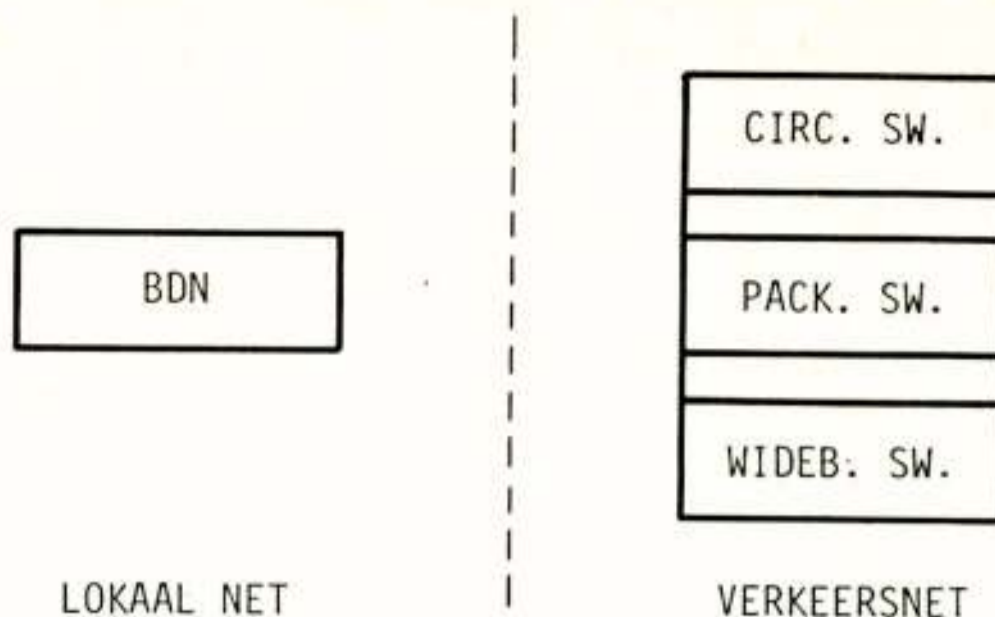 CIRC. SW.
BDN
PACK. SW.
WIDEB. SW.
LOKAAL NET
VERKEERSNET